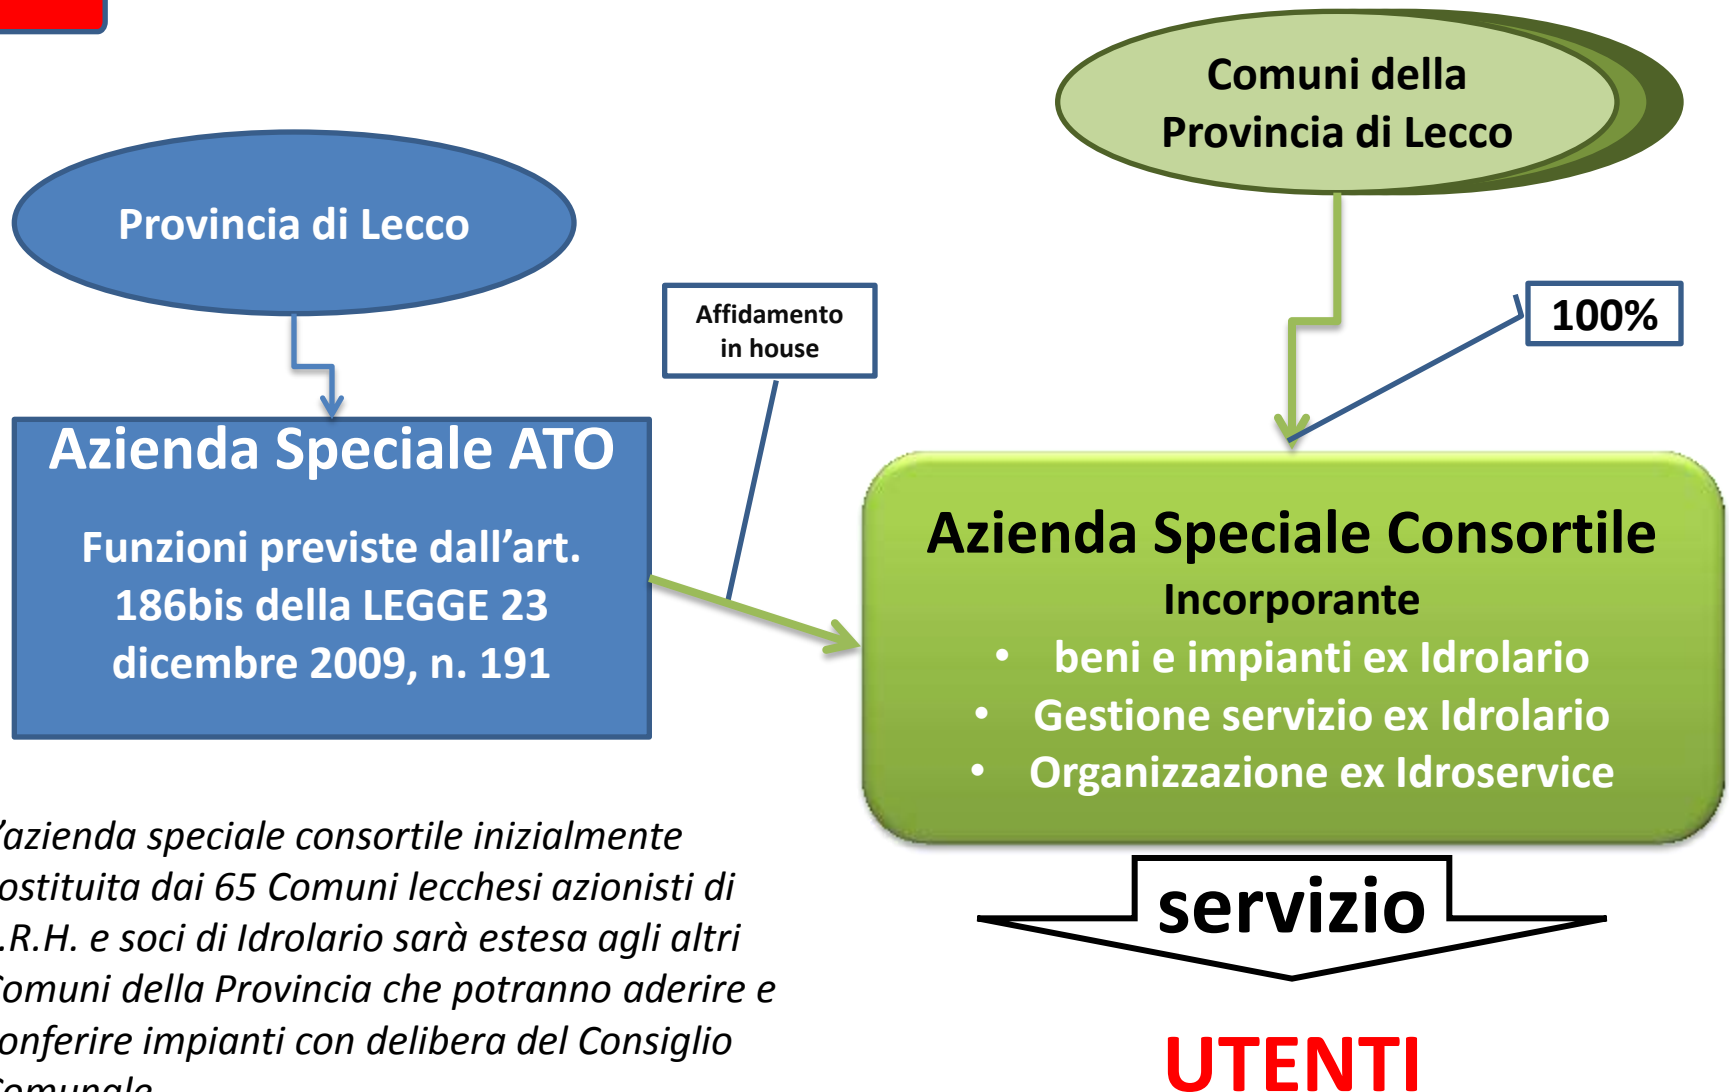 Comuni della
Provincia di Lecco
Provincia di Lecco
Affidamento
in house
100%
Azienda Speciale ATO
Funzioni previste dall'art.
186bis della LEGGE 23
dicembre 2009, n. 191
Azienda Speciale Consortile
Incorporante
• beni e impianti ex Idrolario
• Gestione servizio ex Idrolario
• Organizzazione ex Idroservice
’azienda speciale consortile inizialmente
ostituita dai 65 Comuni lecchesi azionisti di
.R.H. e soci di Idrolario sarà estesa agli altri
Comuni della Provincia che potranno aderire e
onferire impianti con delibera del Consiglio
Comunale
servizio
UTENTI